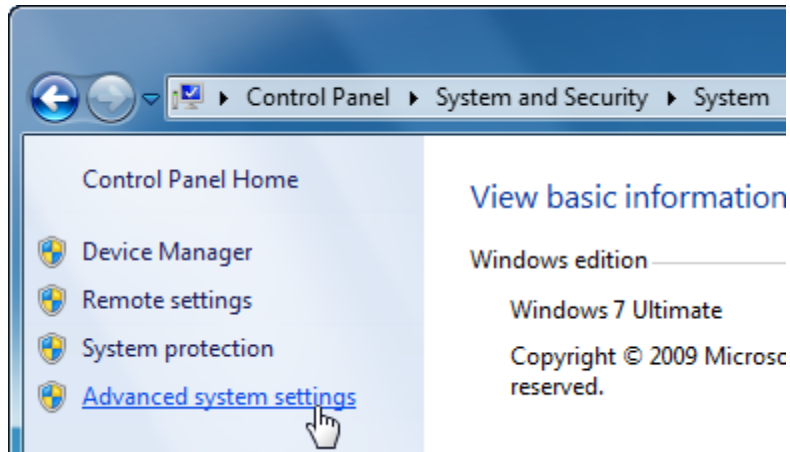 Control Panel System and Security System
Control Panel Home
Device Manager
Remote settings
System protection
Advanced system settings
View basic information
Windows edition
Windows 7 Ultimate
Copyright © 2009 Microsc
reserved.